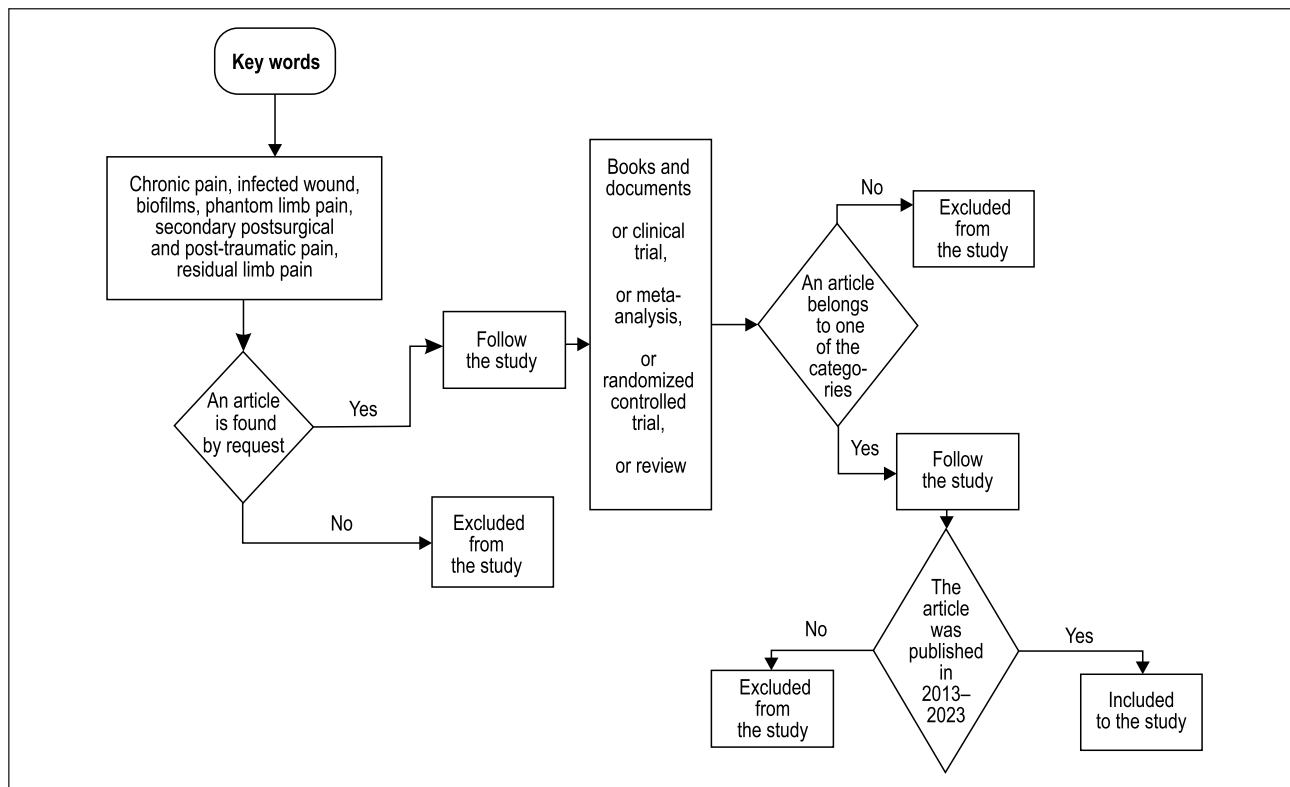 Key words
Chronic pain, infected wound,
biofilms, phantom limb pain,
secondary postsurgical
and post-traumatic pain,
residual limb pain
An article
is found
by request
Yes
No
Follow
the study
Excluded
from
the study
Books and
documents
or clinical
trial,
or meta-
analysis,
or
randomized
controlled
trial,
or review
An article
belongs
to one
of the
catego-
ries
No
Excluded
from
the study
Yes
Follow
the study
The
article
was
published
in
2013–
2023
No
Excluded
from
the study
Yes
Included
to the study